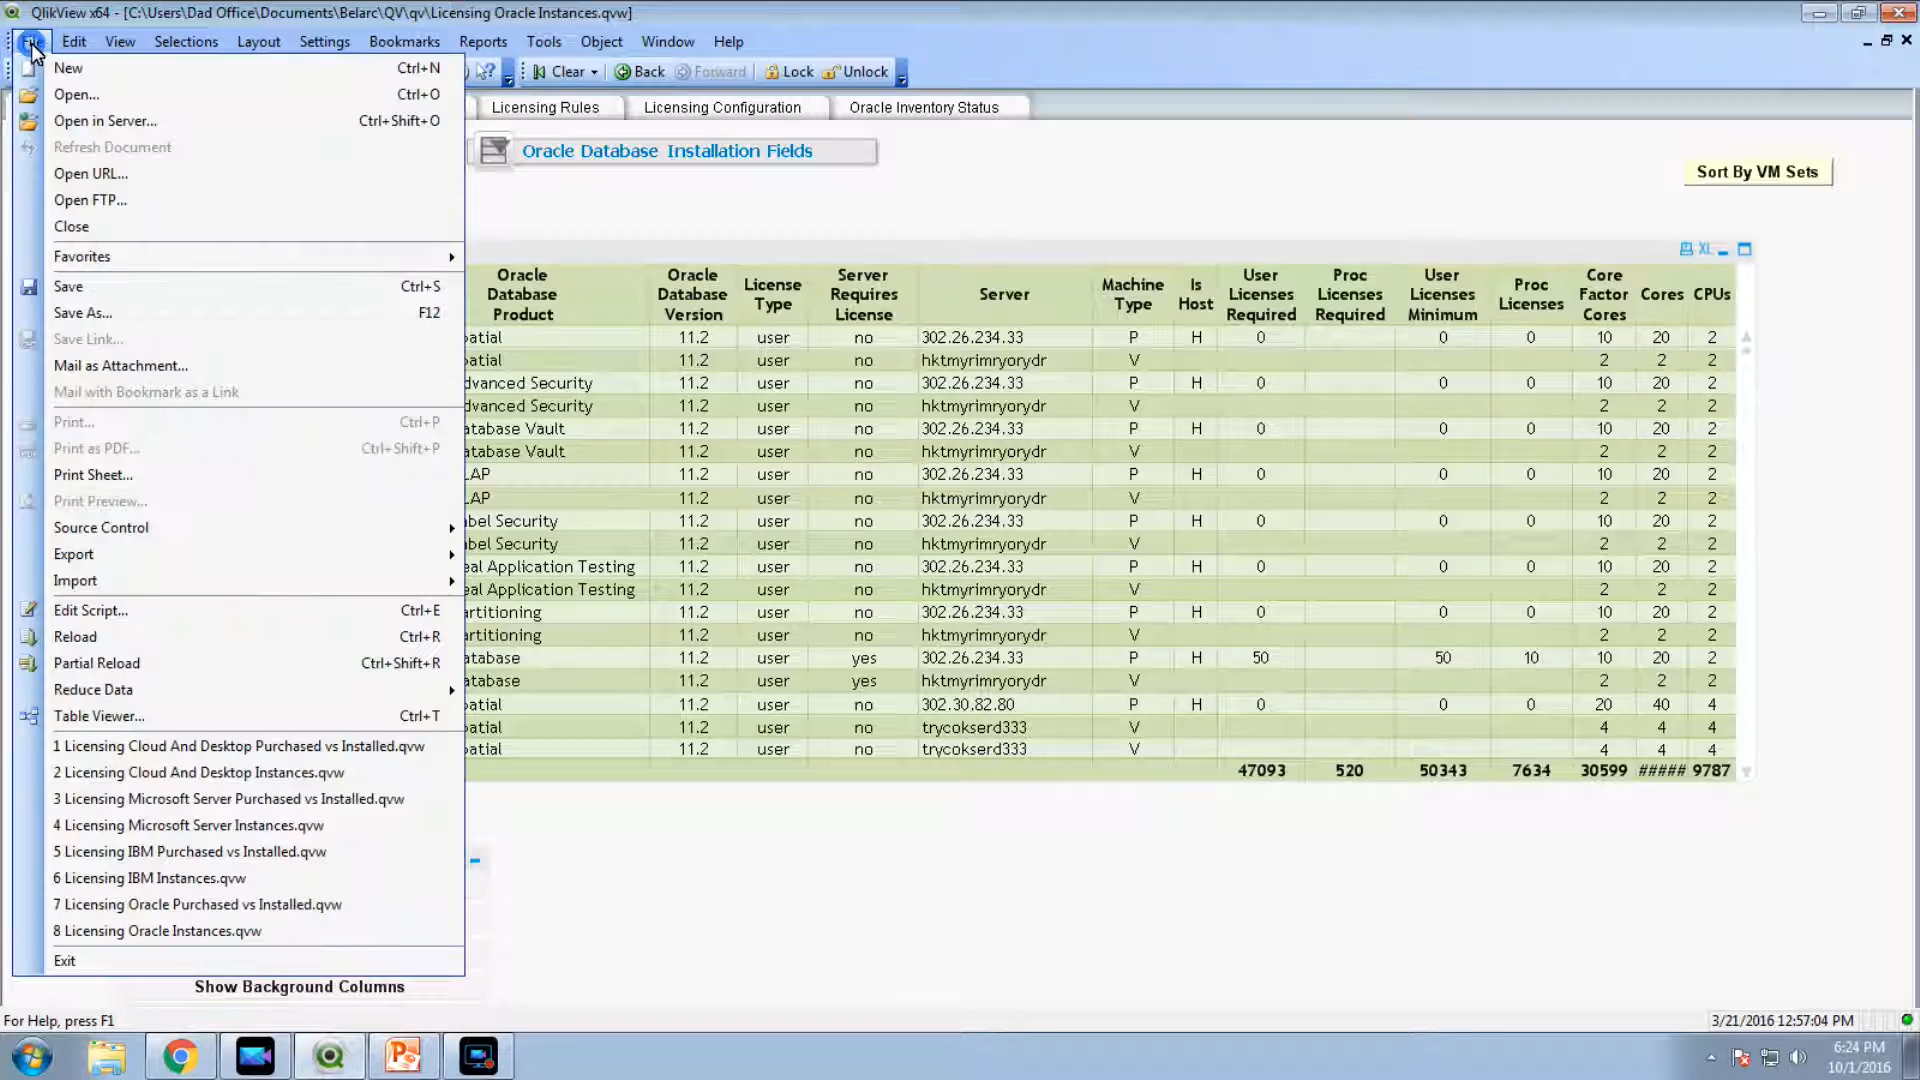 QlikView x64 - [C:\Users\Dad Office\Documents\Belarc\QV\qv\Licensing Oracle Instances.qvw]
File Edit View Selections Layout Settings Bookmarks Reports Tools Object Window Help
Clear Back Forward Lock Unlock
Licensing Rules Licensing Configuration Oracle Inventory Status
Oracle Database Installation Fields
Sort By VM Sets
New Ctrl+N
Open... Ctrl+O
Open in Server... Ctrl+Shift+O
Refresh Document
Open URL...
Open FTP...
Close
Favorites
Save Ctrl+S
Save As... F12
Save Link...
Mail as Attachment...
Mail with Bookmark as a Link
Print... Ctrl+P
Print as PDF... Ctrl+Shift+P
Print Sheet...
Print Preview...
Source Control
Export
Import
Edit Script... Ctrl+E
Reload Ctrl+R
Partial Reload Ctrl+Shift+R
Reduce Data
Table Viewer... Ctrl+T
1 Licensing Cloud And Desktop Purchased vs Installed.qvw
2 Licensing Cloud And Desktop Instances.qvw
3 Licensing Microsoft Server Purchased vs Installed.qvw
4 Licensing Microsoft Server Instances.qvw
5 Licensing IBM Purchased vs Installed.qvw
6 Licensing IBM Instances.qvw
7 Licensing Oracle Purchased vs Installed.qvw
8 Licensing Oracle Instances.qvw
Exit
XL
Oracle Database Product Oracle Database Version License Type Server Requires License Server Machine Type Is Host User Licenses Required Proc Licenses Required User Licenses Minimum Proc Licenses Core Factor Cores Cores CPUs
patial 11.2 user no 302.26.234.33 P H 0 0 0 10 20 2
patial 11.2 user no hktmyrimryorydr V 2 2 2
dvanced Security 11.2 user no 302.26.234.33 P H 0 0 0 10 20 2
dvanced Security 11.2 user no hktmyrimryorydr V 2 2 2
atabase Vault 11.2 user no 302.26.234.33 P H 0 0 0 10 20 2
atabase Vault 11.2 user no hktmyrimryorydr V 2 2 2
LAP 11.2 user no 302.26.234.33 P H 0 0 0 10 20 2
LAP 11.2 user no hktmyrimryorydr V 2 2 2
abel Security 11.2 user no 302.26.234.33 P H 0 0 0 10 20 2
abel Security 11.2 user no hktmyrimryorydr V 2 2 2
eal Application Testing 11.2 user no 302.26.234.33 P H 0 0 0 10 20 2
eal Application Testing 11.2 user no hktmyrimryorydr V 2 2 2
artitioning 11.2 user no 302.26.234.33 P H 0 0 0 10 20 2
artitioning 11.2 user no hktmyrimryorydr V 2 2 2
atabase 11.2 user yes 302.26.234.33 P H 50 50 10 10 20 2
atabase 11.2 user yes hktmyrimryorydr V 2 2 2
patial 11.2 user no 302.30.82.80 P H 0 0 0 20 40 4
patial 11.2 user no trycokserd333 V 4 4 4
patial 11.2 user no trycokserd333 V 4 4 4
47093 520 50343 7634 30599 ##### 9787
Show Background Columns
For Help, press F1
3/21/2016 12:57:04 PM
6:24 PM
10/1/2016